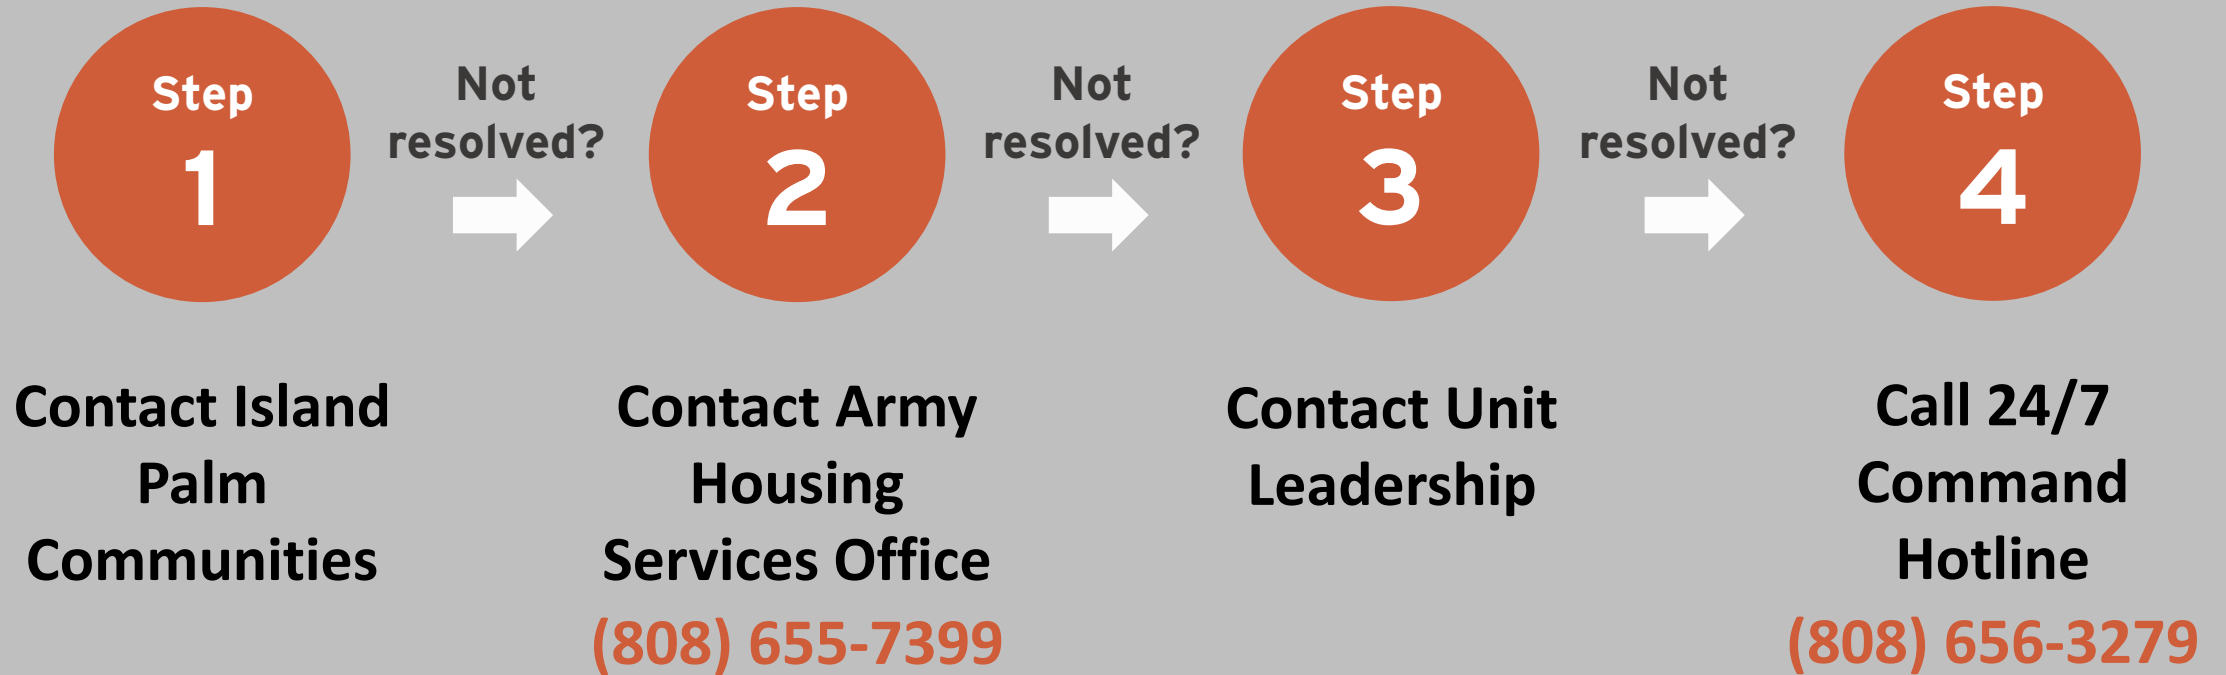 Step
1
Not
resolved?
Step
2
Not
resolved?
Step
3
Not
resolved?
Step
4
Contact Island
Palm
Communities
Contact Army
Housing
Services Office
(808) 655-7399
Contact Unit
Leadership
Call 24/7
Command
Hotline
(808) 656-3279